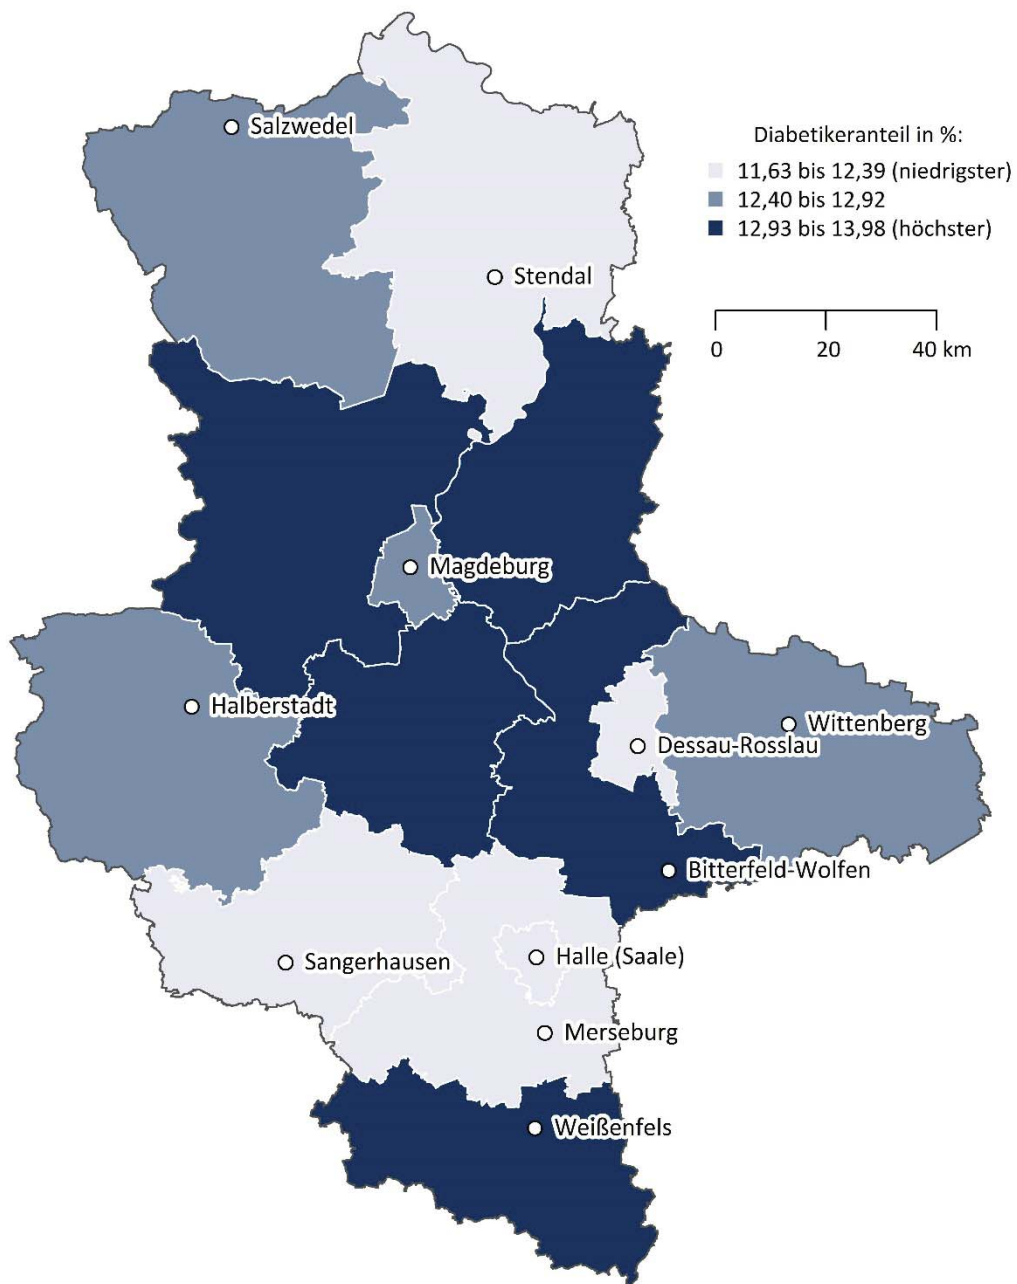 Salzwedel
Diabetikeranteil in %:
11,63 bis 12,39 (niedrigster)
12,40 bis 12,92
12,93 bis 13,98 (höchster)
Stendal
0 20 40 km
Magdeburg
Halberstadt
Wittenberg
Dessau-Rosslau
Bitterfeld-Wolfen
Halle (Saale)
Sangerhausen
Merseburg
Weißenfels